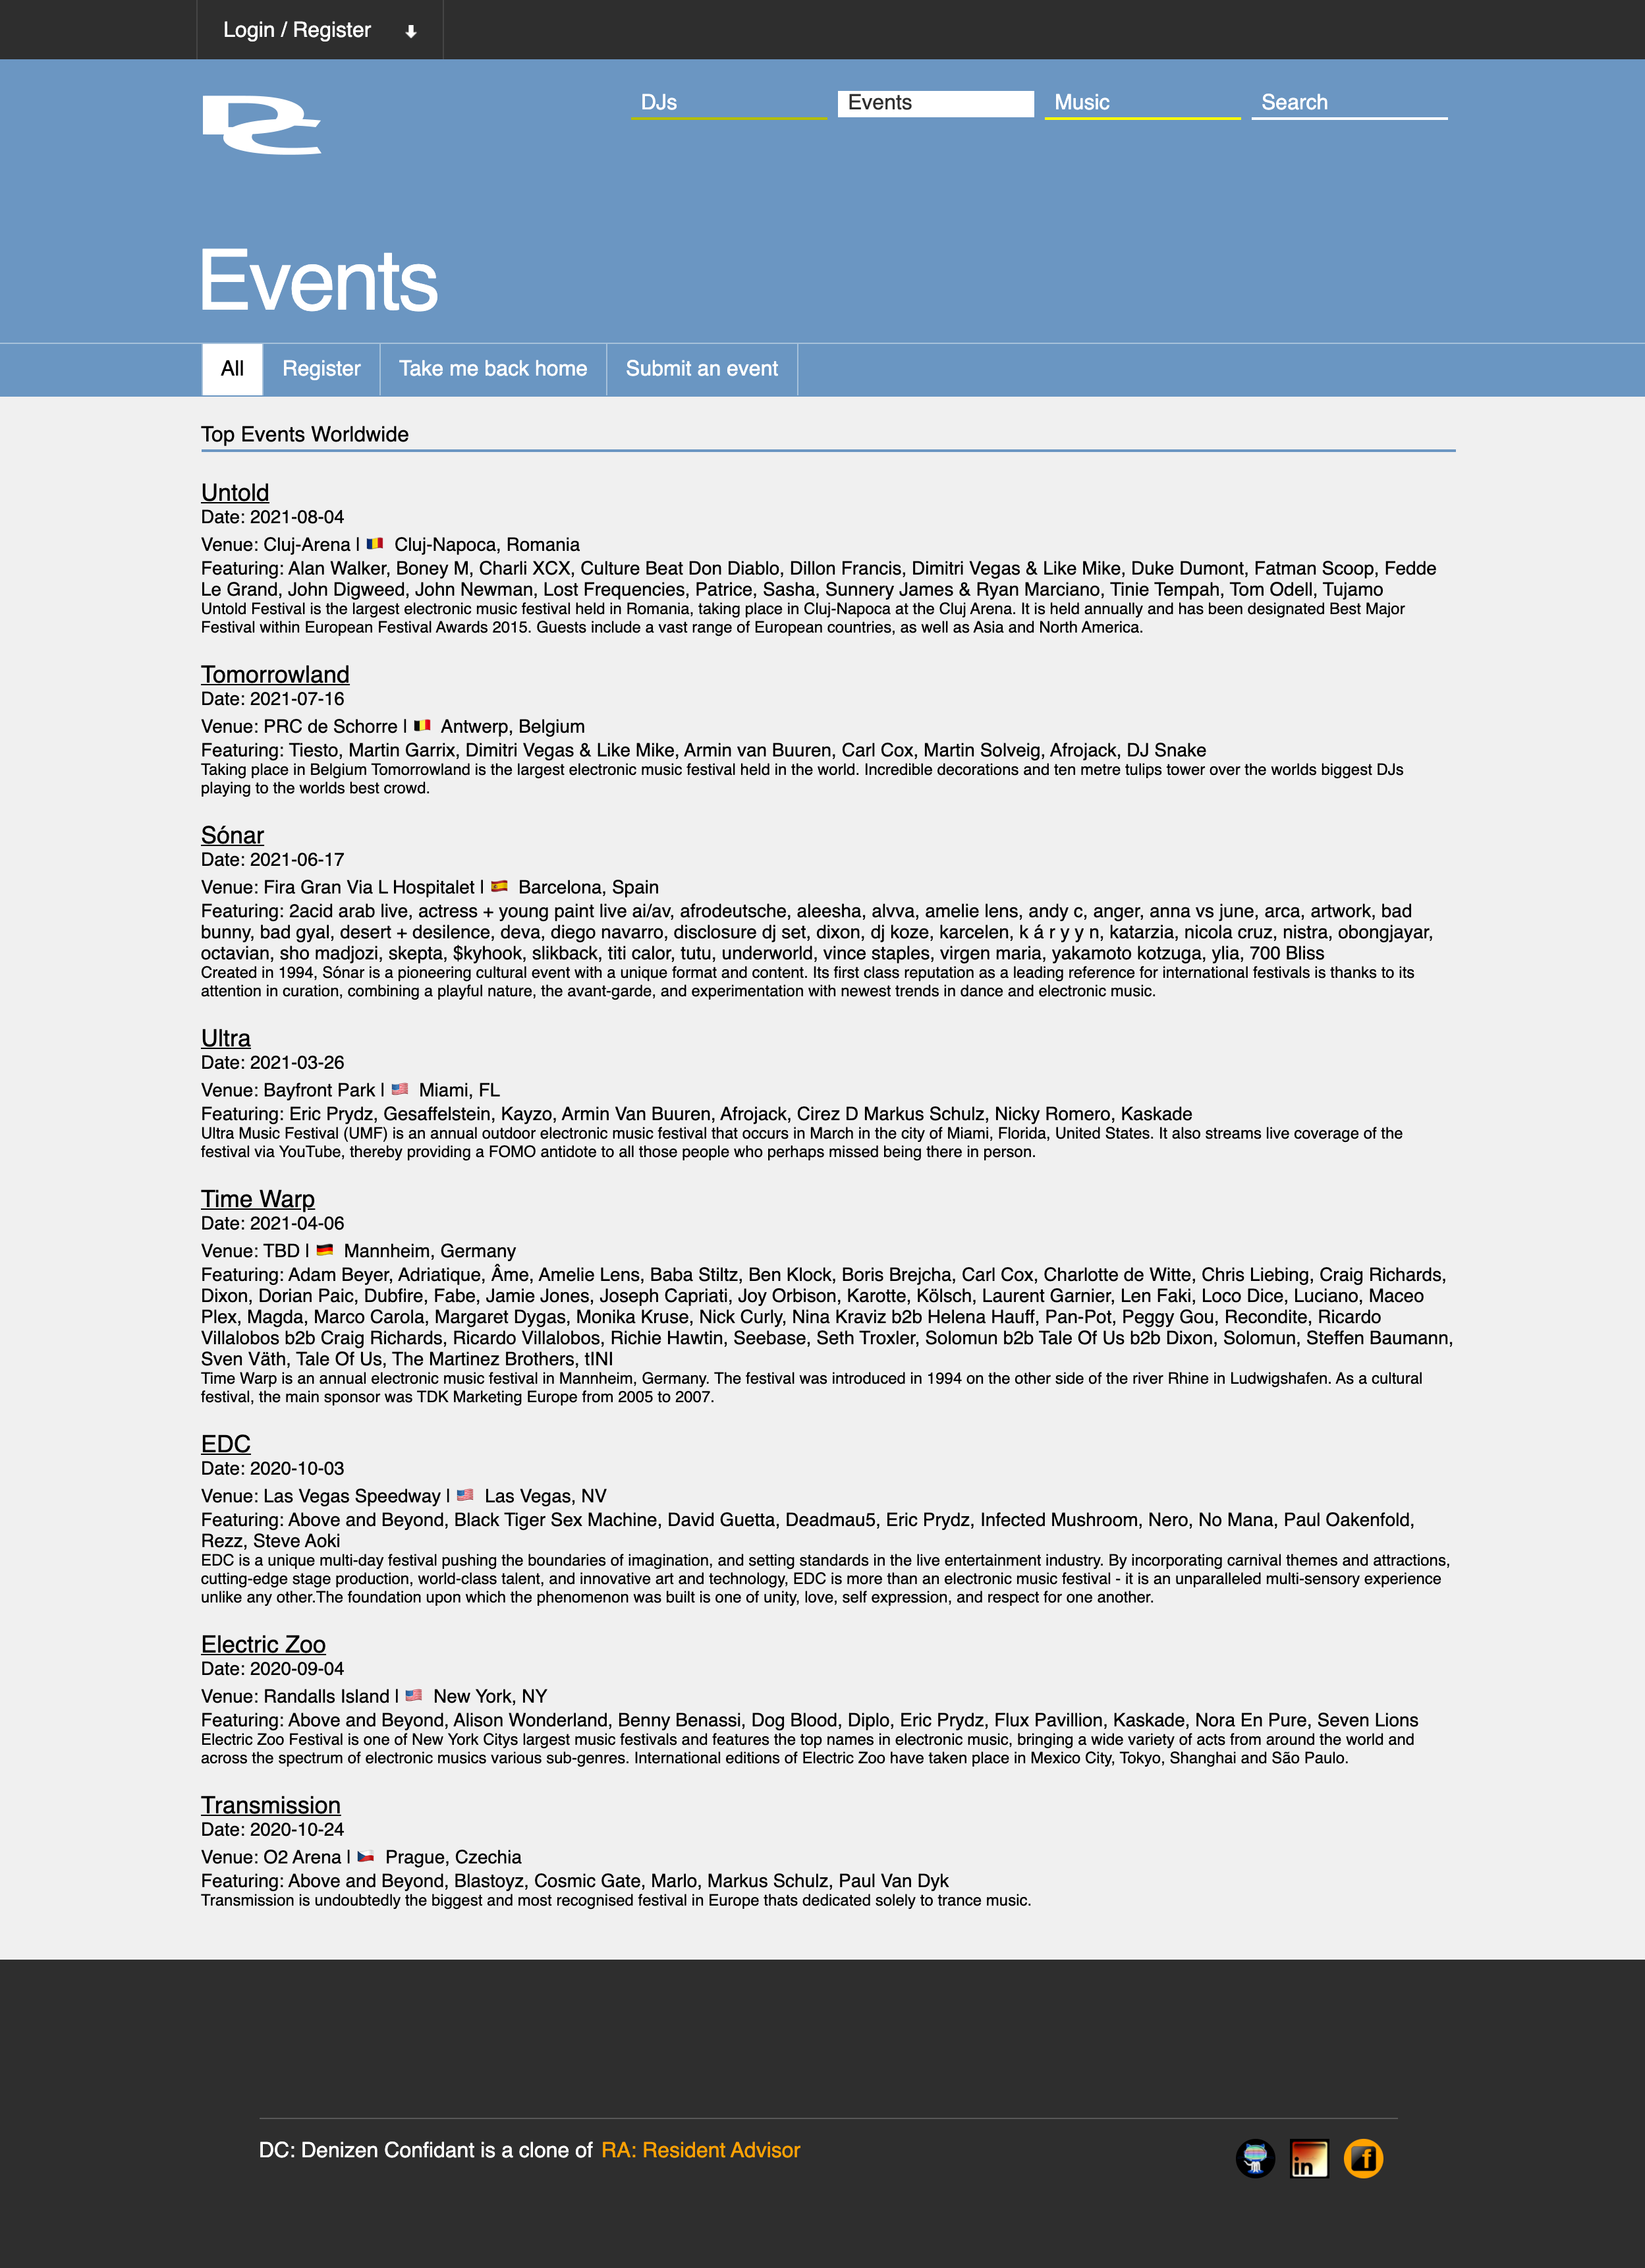 Login / Register
DJs
Events
Music
Search
Events
All
Register
Take me back home
Submit an event
Top Events Worldwide
Untold
Date: 2021-08-04
Venue: Cluj-Arena | 🇷🇴 Cluj-Napoca, Romania
Featuring: Alan Walker, Boney M, Charli XCX, Culture Beat Don Diablo, Dillon Francis, Dimitri Vegas & Like Mike, Duke Dumont, Fatman Scoop, Fedde
Le Grand, John Digweed, John Newman, Lost Frequencies, Patrice, Sasha, Sunnery James & Ryan Marciano, Tinie Tempah, Tom Odell, Tujamo
Untold Festival is the largest electronic music festival held in Romania, taking place in Cluj-Napoca at the Cluj Arena. It is held annually and has been designated Best Major
Festival within European Festival Awards 2015. Guests include a vast range of European countries, as well as Asia and North America.
Tomorrowland
Date: 2021-07-16
Venue: PRC de Schorre | 🇧🇪 Antwerp, Belgium
Featuring: Tiesto, Martin Garrix, Dimitri Vegas & Like Mike, Armin van Buuren, Carl Cox, Martin Solveig, Afrojack, DJ Snake
Taking place in Belgium Tomorrowland is the largest electronic music festival held in the world. Incredible decorations and ten metre tulips tower over the worlds biggest DJs
playing to the worlds best crowd.
Sónar
Date: 2021-06-17
Venue: Fira Gran Via L Hospitalet | 🇪🇸 Barcelona, Spain
Featuring: 2acid arab live, actress + young paint live ai/av, afrodeutsche, aleesha, alvva, amelie lens, andy c, anger, anna vs june, arca, artwork, bad
bunny, bad gyal, desert + desilence, deva, diego navarro, disclosure dj set, dixon, dj koze, karcelen, k á r y y n, katarzia, nicola cruz, nistra, obongjayar,
octavian, sho madjozi, skepta, $kyhook, slikback, titi calor, tutu, underworld, vince staples, virgen maria, yakamoto kotzuga, ylia, 700 Bliss
Created in 1994, Sónar is a pioneering cultural event with a unique format and content. Its first class reputation as a leading reference for international festivals is thanks to its
attention in curation, combining a playful nature, the avant-garde, and experimentation with newest trends in dance and electronic music.
Ultra
Date: 2021-03-26
Venue: Bayfront Park | 🇺🇸 Miami, FL
Featuring: Eric Prydz, Gesaffelstein, Kayzo, Armin Van Buuren, Afrojack, Cirez D Markus Schulz, Nicky Romero, Kaskade
Ultra Music Festival (UMF) is an annual outdoor electronic music festival that occurs in March in the city of Miami, Florida, United States. It also streams live coverage of the
festival via YouTube, thereby providing a FOMO antidote to all those people who perhaps missed being there in person.
Time Warp
Date: 2021-04-06
Venue: TBD | 🇩🇪 Mannheim, Germany
Featuring: Adam Beyer, Adriatique, Âme, Amelie Lens, Baba Stiltz, Ben Klock, Boris Brejcha, Carl Cox, Charlotte de Witte, Chris Liebing, Craig Richards,
Dixon, Dorian Paic, Dubfire, Fabe, Jamie Jones, Joseph Capriati, Joy Orbison, Karotte, Kölsch, Laurent Garnier, Len Faki, Loco Dice, Luciano, Maceo
Plex, Magda, Marco Carola, Margaret Dygas, Monika Kruse, Nick Curly, Nina Kraviz b2b Helena Hauff, Pan-Pot, Peggy Gou, Recondite, Ricardo
Villalobos b2b Craig Richards, Ricardo Villalobos, Richie Hawtin, Seebase, Seth Troxler, Solomun b2b Tale Of Us b2b Dixon, Solomun, Steffen Baumann,
Sven Väth, Tale Of Us, The Martinez Brothers, tINI
Time Warp is an annual electronic music festival in Mannheim, Germany. The festival was introduced in 1994 on the other side of the river Rhine in Ludwigshafen. As a cultural
festival, the main sponsor was TDK Marketing Europe from 2005 to 2007.
EDC
Date: 2020-10-03
Venue: Las Vegas Speedway | 🇺🇸 Las Vegas, NV
Featuring: Above and Beyond, Black Tiger Sex Machine, David Guetta, Deadmau5, Eric Prydz, Infected Mushroom, Nero, No Mana, Paul Oakenfold,
Rezz, Steve Aoki
EDC is a unique multi-day festival pushing the boundaries of imagination, and setting standards in the live entertainment industry. By incorporating carnival themes and attractions,
cutting-edge stage production, world-class talent, and innovative art and technology, EDC is more than an electronic music festival - it is an unparalleled multi-sensory experience
unlike any other.The foundation upon which the phenomenon was built is one of unity, love, self expression, and respect for one another.
Electric Zoo
Date: 2020-09-04
Venue: Randalls Island | 🇺🇸 New York, NY
Featuring: Above and Beyond, Alison Wonderland, Benny Benassi, Dog Blood, Diplo, Eric Prydz, Flux Pavillion, Kaskade, Nora En Pure, Seven Lions
Electric Zoo Festival is one of New York Citys largest music festivals and features the top names in electronic music, bringing a wide variety of acts from around the world and
across the spectrum of electronic musics various sub-genres. International editions of Electric Zoo have taken place in Mexico City, Tokyo, Shanghai and São Paulo.
Transmission
Date: 2020-10-24
Venue: O2 Arena | 🇨🇿 Prague, Czechia
Featuring: Above and Beyond, Blastoyz, Cosmic Gate, Marlo, Markus Schulz, Paul Van Dyk
Transmission is undoubtedly the biggest and most recognised festival in Europe thats dedicated solely to trance music.
DC: Denizen Confidant is a clone of RA: Resident Advisor
in
f